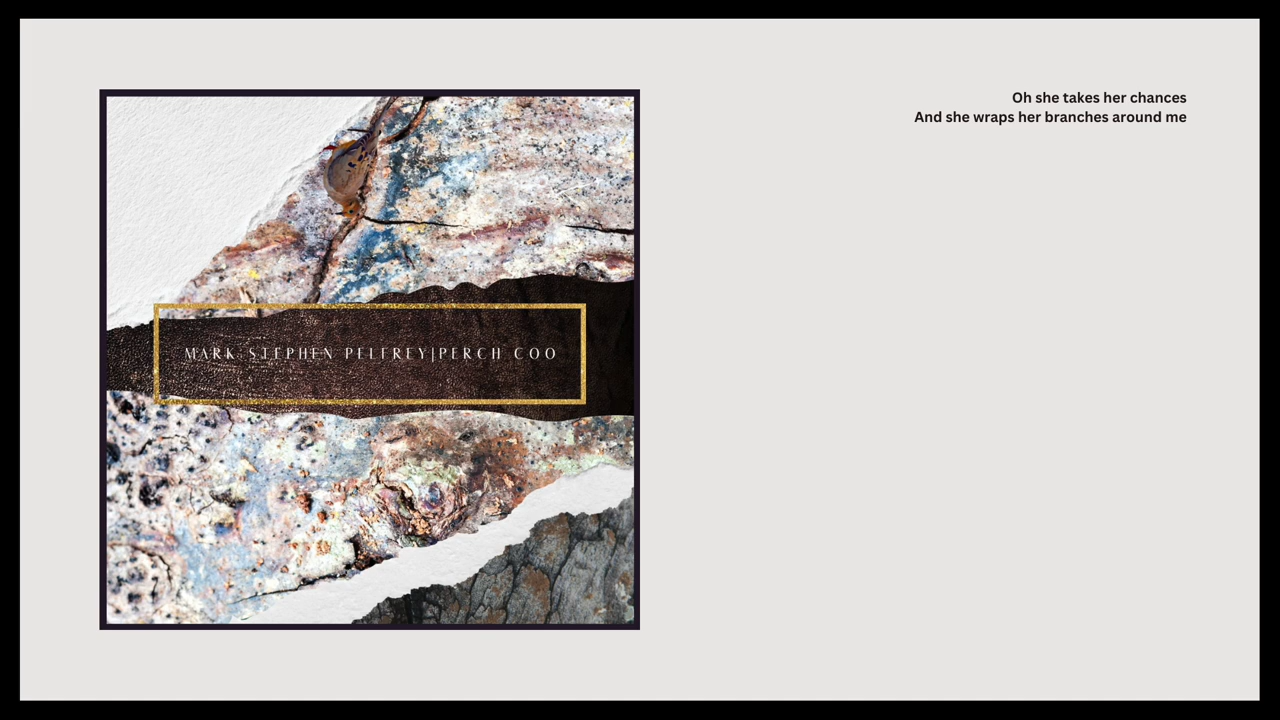 MARK STEPHEN PELFREY|PERCH COO
Oh she takes her chances
And she wraps her branches around me